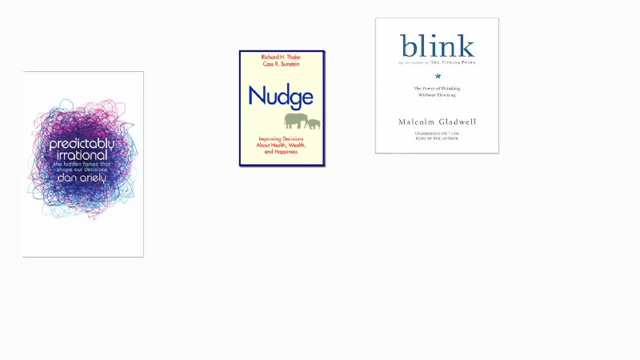 predictably
irrational
the hidden forces that
shape our decisions
dan ariely
Richard H. Thaler
Cass R. Sunstein
Nudge
Improving Decisions
About Health, Wealth,
and Happiness
blink
The Power of Thinking
Without Thinking
Malcolm Gladwell